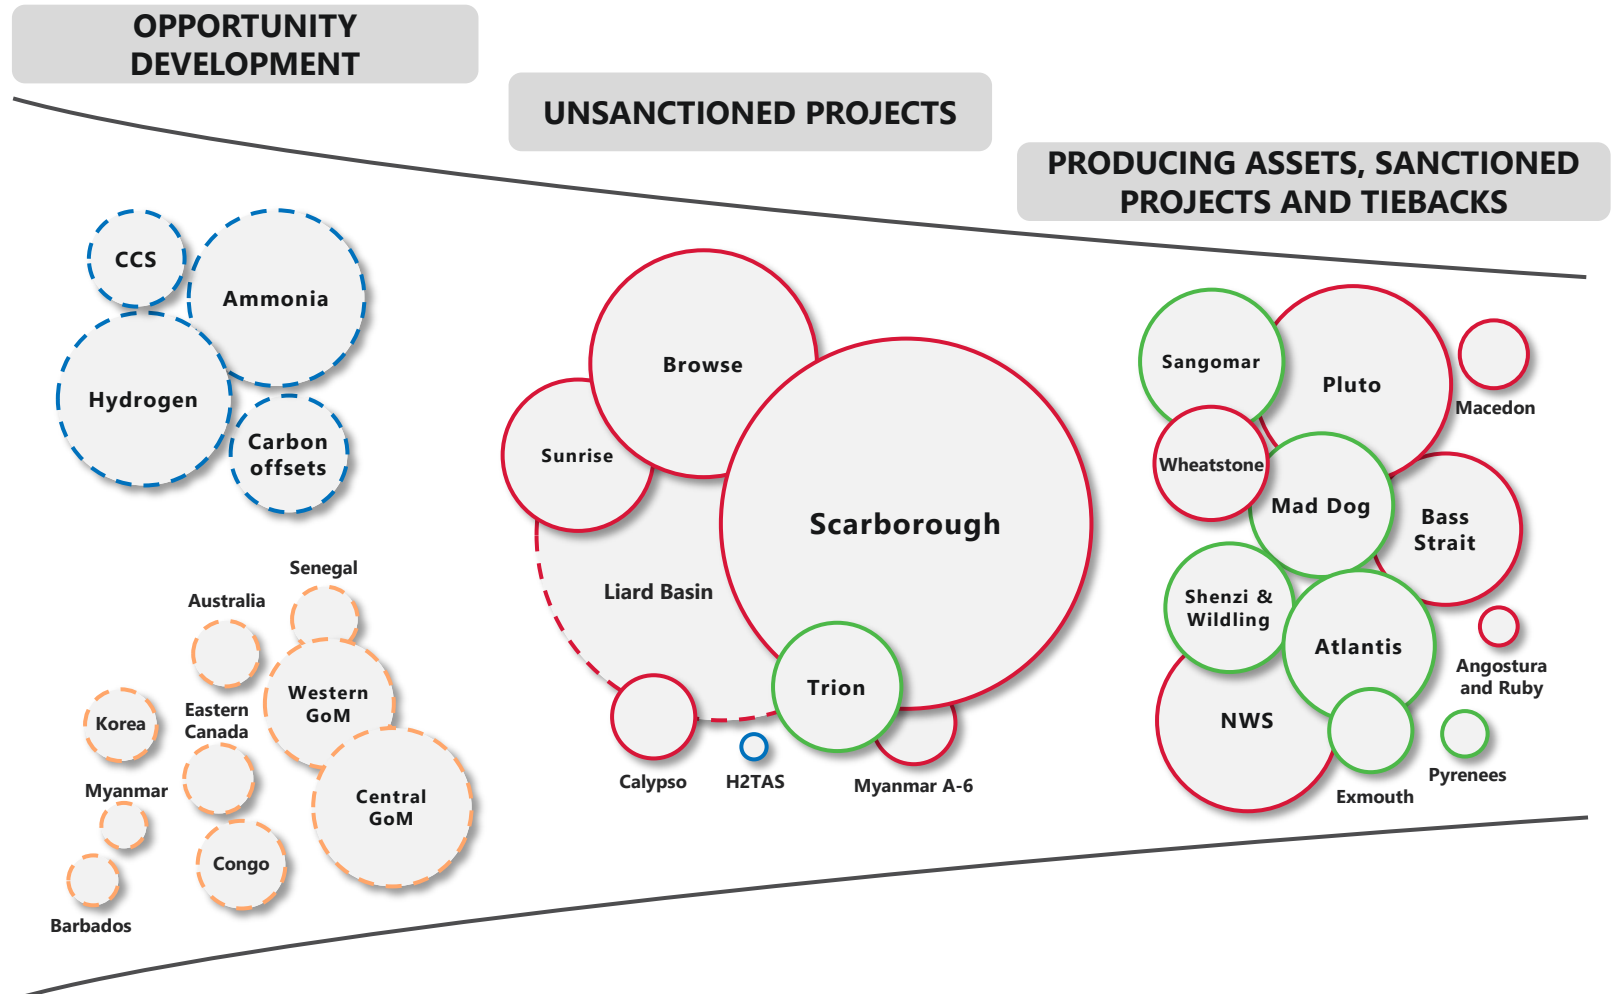 OPPORTUNITY
DEVELOPMENT
UNSANCTIONED PROJECTS
PRODUCING ASSETS, SANCTIONED
PROJECTS AND TIEBACKS
CCS
Ammonia
Hydrogen
Carbon
offsets
Senegal
Australia
Western
GoM
Eastern
Canada
Korea
Myanmar
Central
GoM
Congo
Barbados
Browse
Sunrise
Scarborough
Liard Basin
Trion
Calypso
H2TAS
Myanmar A-6
Sangomar
Pluto
Macedon
Wheatstone
Mad Dog
Bass
Strait
Shenzi &
Wildling
Atlantis
Angostura
and Ruby
NWS
Pyrenees
Exmouth